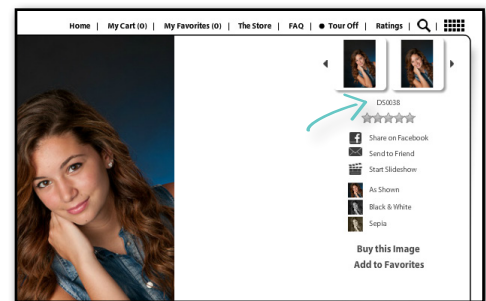 Home | My Cart (0) | My Favorites (0) | The Store | FAQ | ● Tour Off | Ratings | |
DS0038
Share on Facebook
Send to Friend
Start Slideshow
As Shown
Black & White
Sepia
Buy this Image
Add to Favorites